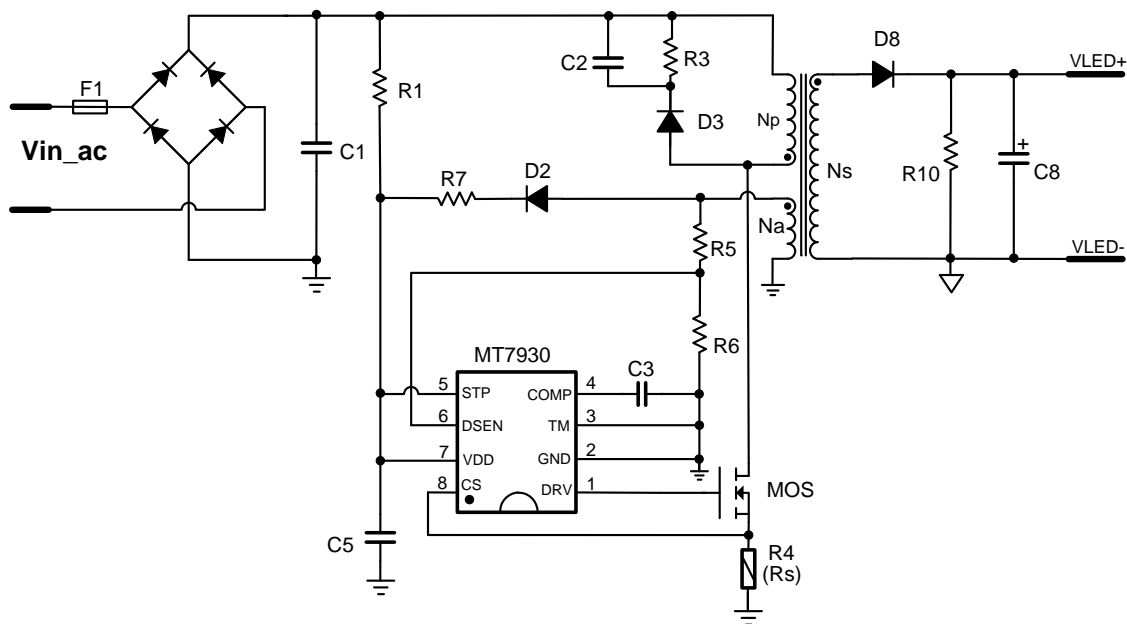 D8
VLED+
C2
R3
F1
R1
D3
Np
Vin_ac
C1
Ns
R10
+
C8
R7
D2
Na
R5
VLED-
R6
MT7930
C3
5
STP
COMP
4
6
DSEN
TM
3
7
VDD
GND
2
8
CS
DRV
1
MOS
C5
R4
(Rs)